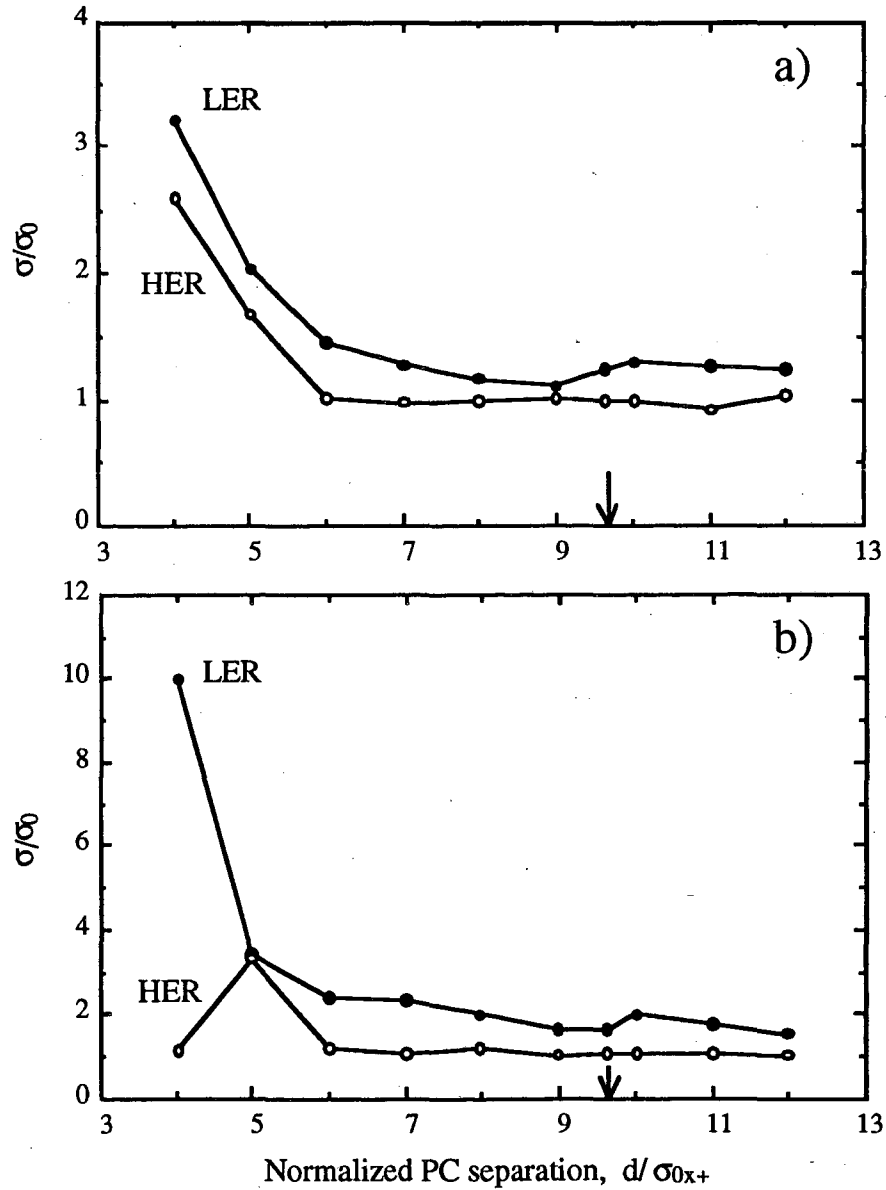 4
a)
LER
3
σ/σ₀
HER
2
1
0
3 5 7 9 11 13
12
b)
LER
10
8
σ/σ₀
6
4
HER
2
0
3 5 7 9 11 13
Normalized PC separation, d/σ₀ₓ₊